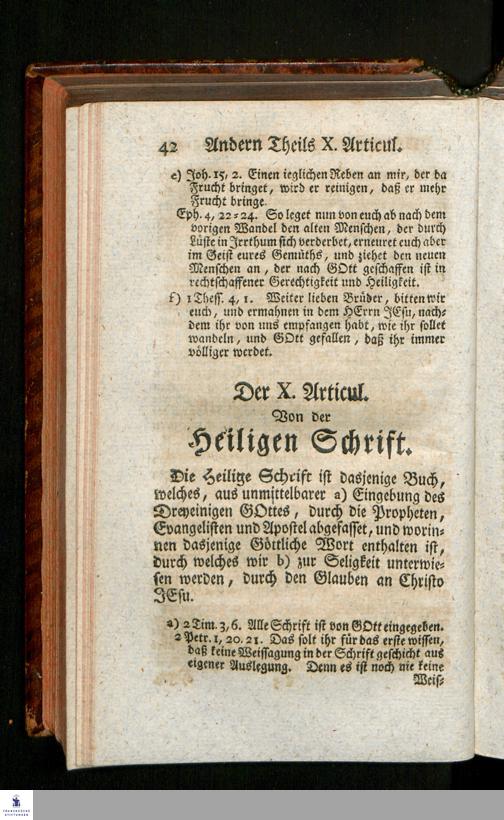 42 Andern Theils X. Articul.
e) Joh. 15, 2. Einen ieglichen Reben an mir, der da
Frucht bringet, wird er reinigen, daß er mehr
Frucht bringe.
Eph. 4, 22=24. So leget nun von euch ab nach dem
vorigen Wandel den alten Menschen, der durch
Lüste in Irrthum sich verderbet, erneuret euch aber
im Geist eures Gemüths, und ziehet den neuen
Menschen an, der nach GOtt geschaffen ist in
rechtschaffener Gerechtigkeit und Heiligkeit.
f) 1 Thess. 4, 1. Weiter lieben Brüder, bitten wir
euch, und ermahnen in dem HErrn JEsu, nach=
dem ihr von uns empfangen habt, wie ihr sollet
wandeln, und GOtt gefallen, daß ihr immer
völliger werdet.
Der X. Articul.
Von der
Heiligen Schrift.
Die Heilige Schrift ist dasjenige Buch,
welches, aus unmittelbarer a) Eingebung des
Dreyeinigen GOttes, durch die Propheten,
Evangelisten und Apostel abgefasset, und worin=
nen dasjenige Göttliche Wort enthalten ist,
durch welches wir b) zur Seligkeit unterwie=
sen werden, durch den Glauben an Christo
JEsu.
a) 2 Tim. 3, 6. Alle Schrift ist von GOtt eingegeben.
2 Petr. 1, 20. 21. Das solt ihr für das erste wissen,
daß keine Weissagung in der Schrift geschicht aus
eigener Auslegung. Denn es ist noch nie keine
Weis=
FRANCKESCHE
STIFTUNGEN